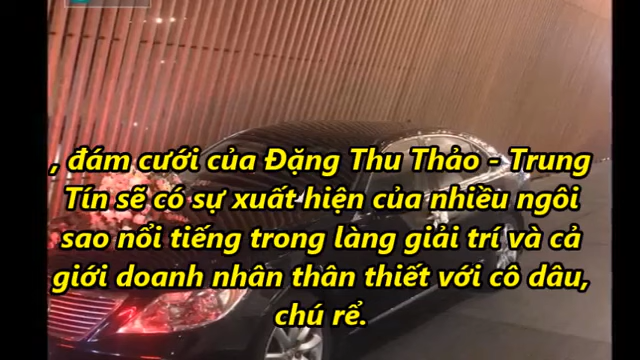 , đám cưới của Đặng Thu Thảo - Trung
Tín sẽ có sự xuất hiện của nhiều ngôi
sao nổi tiếng trong làng giải trí và cả
giới doanh nhân thân thiết với cô dâu,
chú rể.